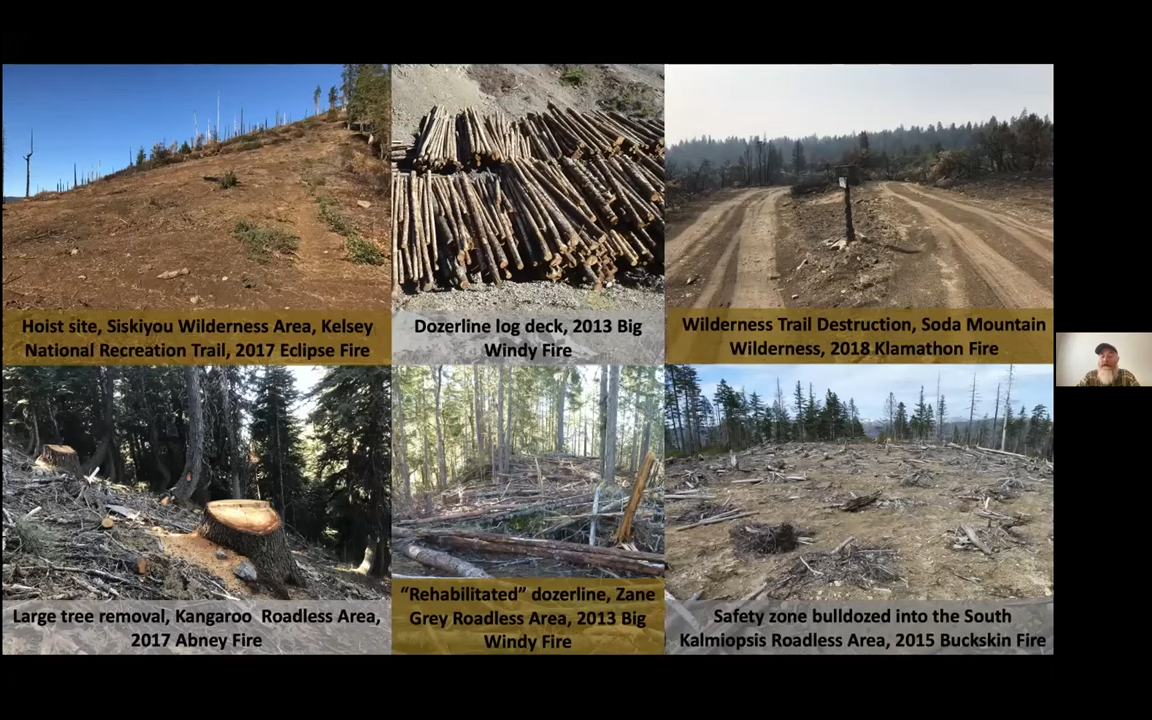 Hoist site, Siskiyou Wilderness Area, Kelsey
National Recreation Trail, 2017 Eclipse Fire
Dozerline log deck, 2013 Big
Windy Fire
Wilderness Trail Destruction, Soda Mountain
Wilderness, 2018 Klamathon Fire
Large tree removal, Kangaroo  Roadless Area,
2017 Abney Fire
“Rehabilitated” dozerline, Zane
Grey Roadless Area, 2013 Big
Windy Fire
Safety zone bulldozed into the South
Kalmiopsis Roadless Area, 2015 Buckskin Fire